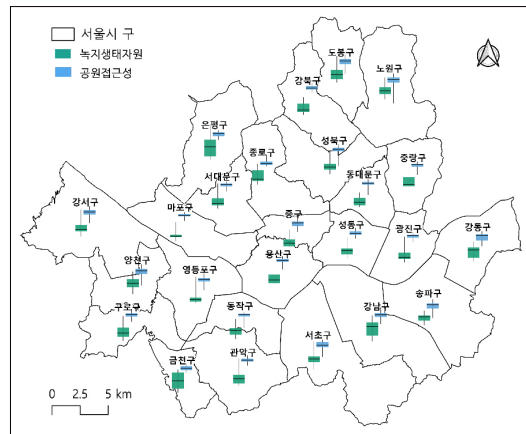 서울시 구
녹지생태자원
공원접근성
도봉구
노원구
강북구
은평구
종로구
성북구
중랑구
서대문구
동대문구
강서구
마포구
중구
성동구
광진구
강동구
양천구
영등포구
용산구
구로구
동작구
강남구
송파구
금천구
관악구
서초구
0 2.5 5 km